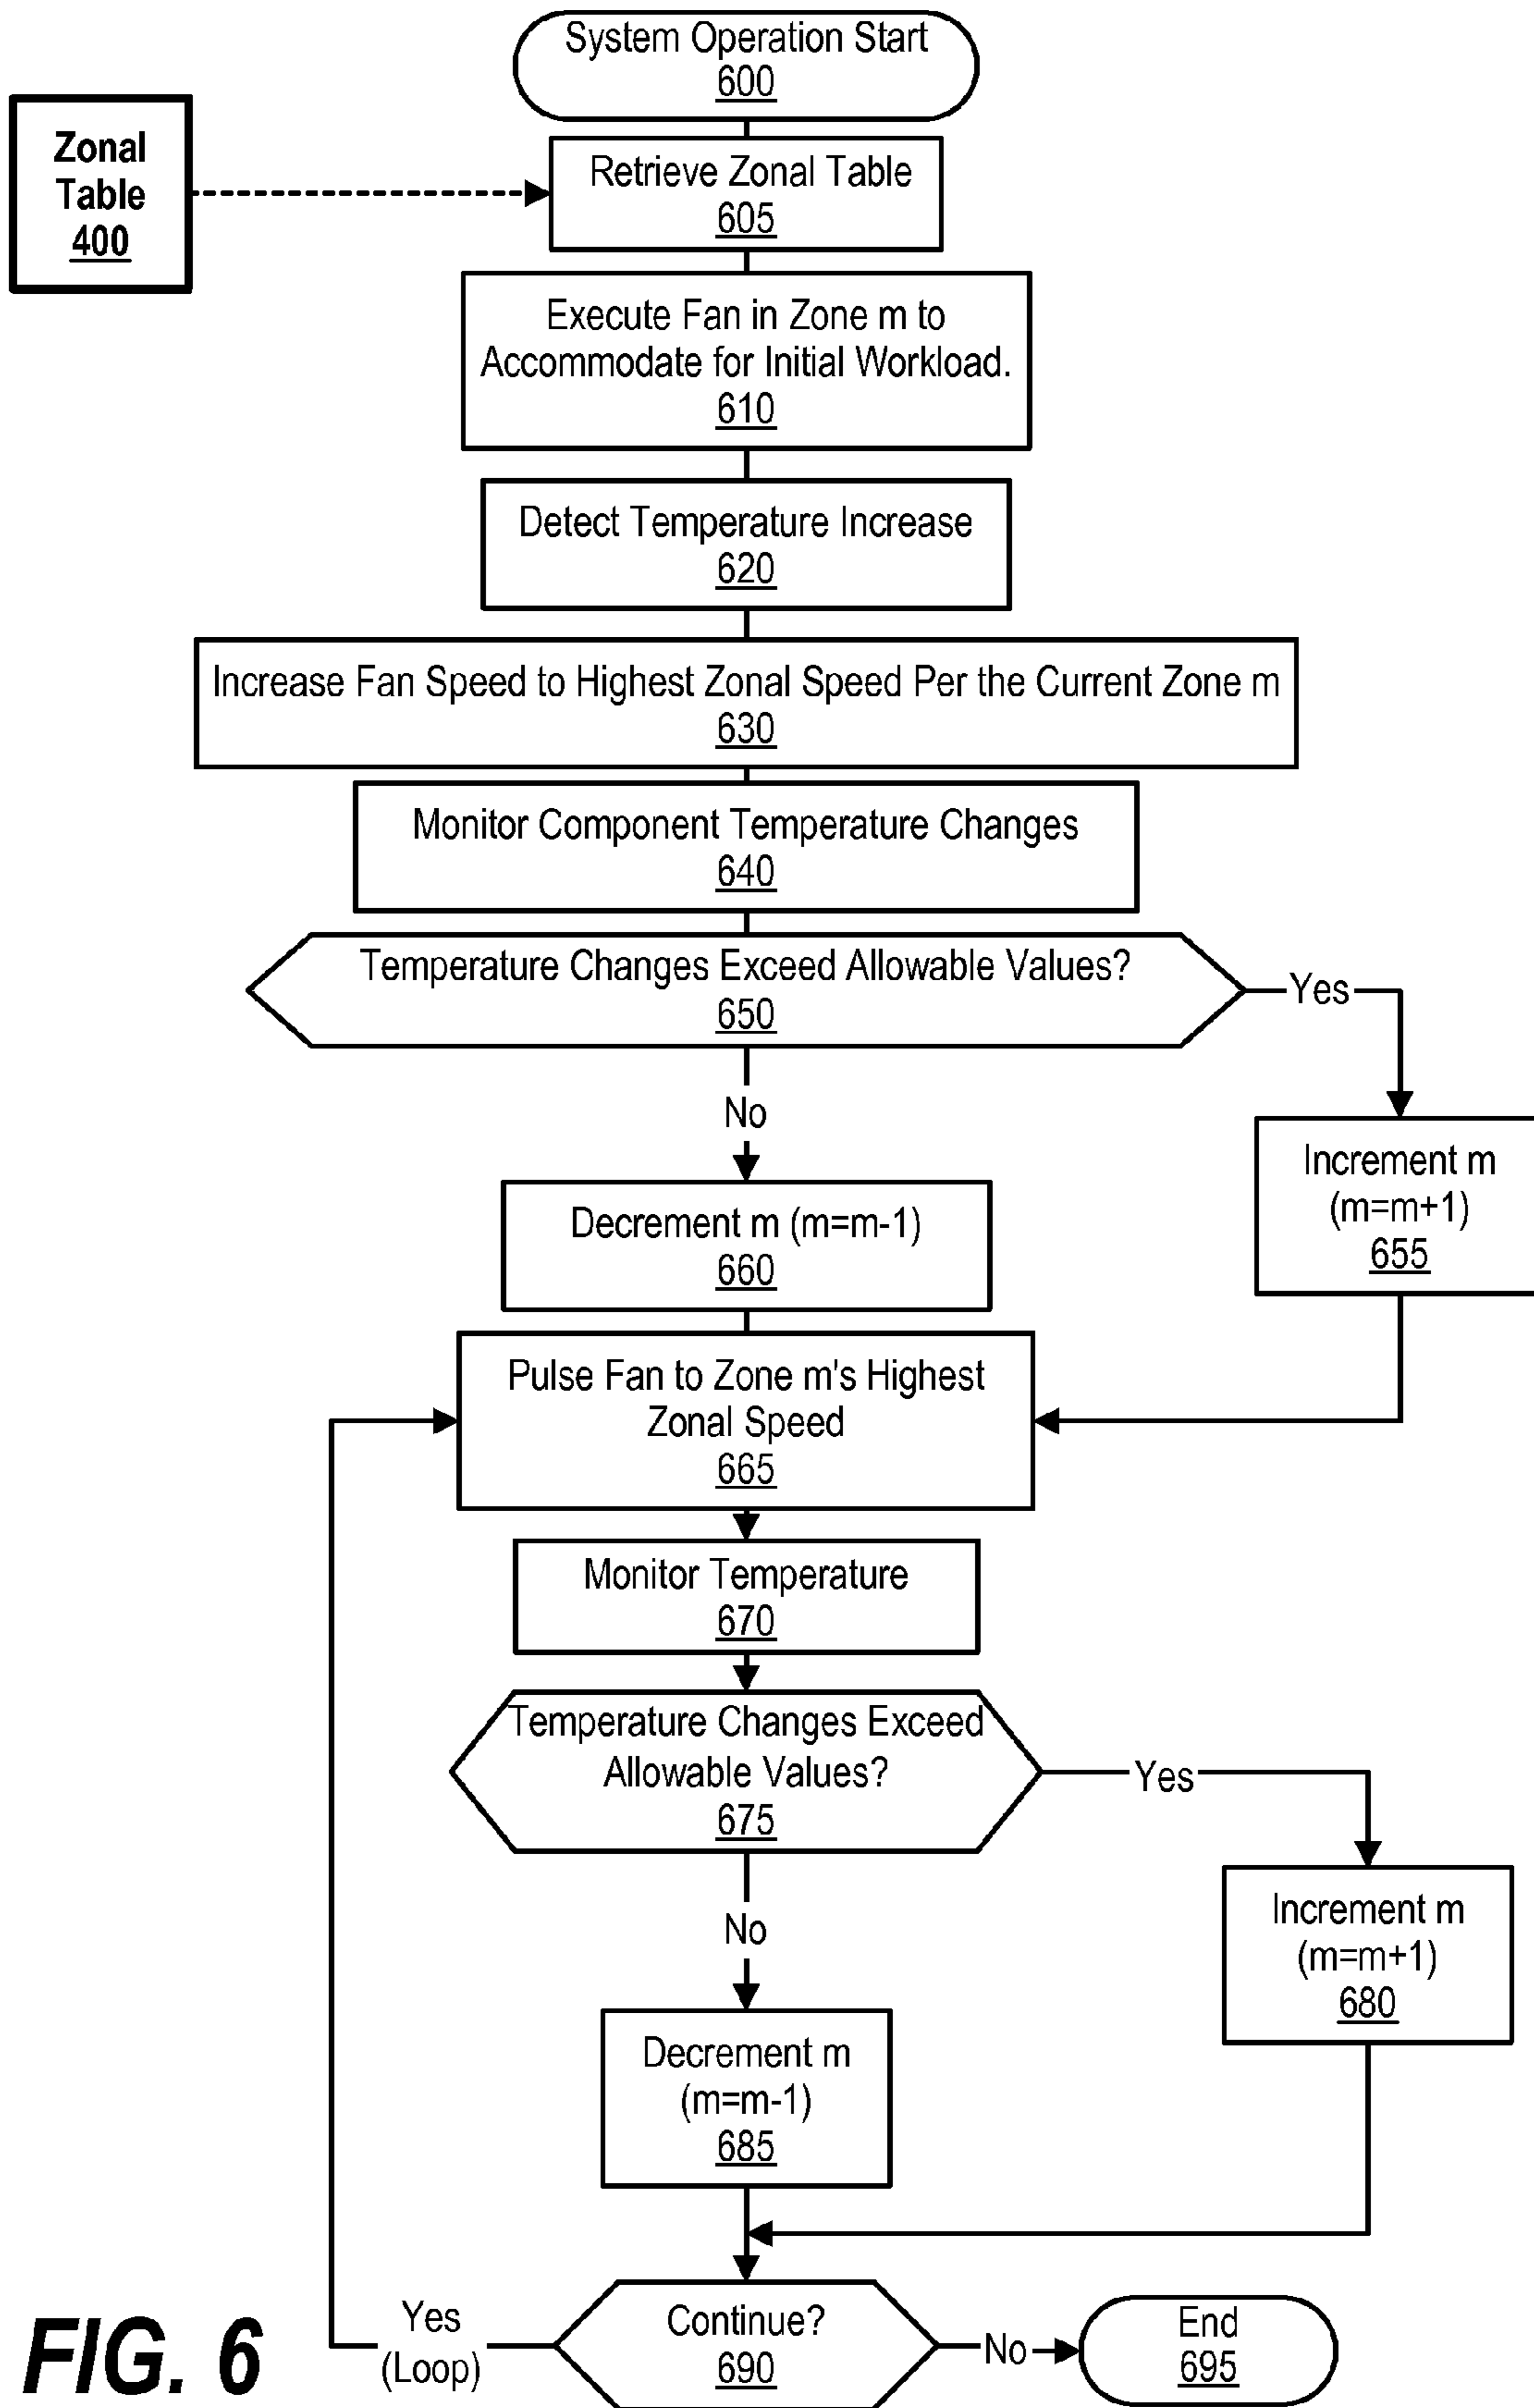 System Operation Start
600
Zonal
Table
400
Retrieve Zonal Table
605
Execute Fan in Zone m to
Accommodate for Initial Workload.
610
Detect Temperature Increase
620
Increase Fan Speed to Highest Zonal Speed Per the Current Zone m
630
Monitor Component Temperature Changes
640
Temperature Changes Exceed Allowable Values?
650
Yes
No
Increment m
(m=m+1)
655
Decrement m (m=m-1)
660
Pulse Fan to Zone m's Highest
Zonal Speed
665
Monitor Temperature
670
Temperature Changes Exceed
Allowable Values?
675
Yes
No
Increment m
(m=m+1)
680
Decrement m
(m=m-1)
685
Continue?
690
Yes
(Loop)
No
End
695
FIG. 6